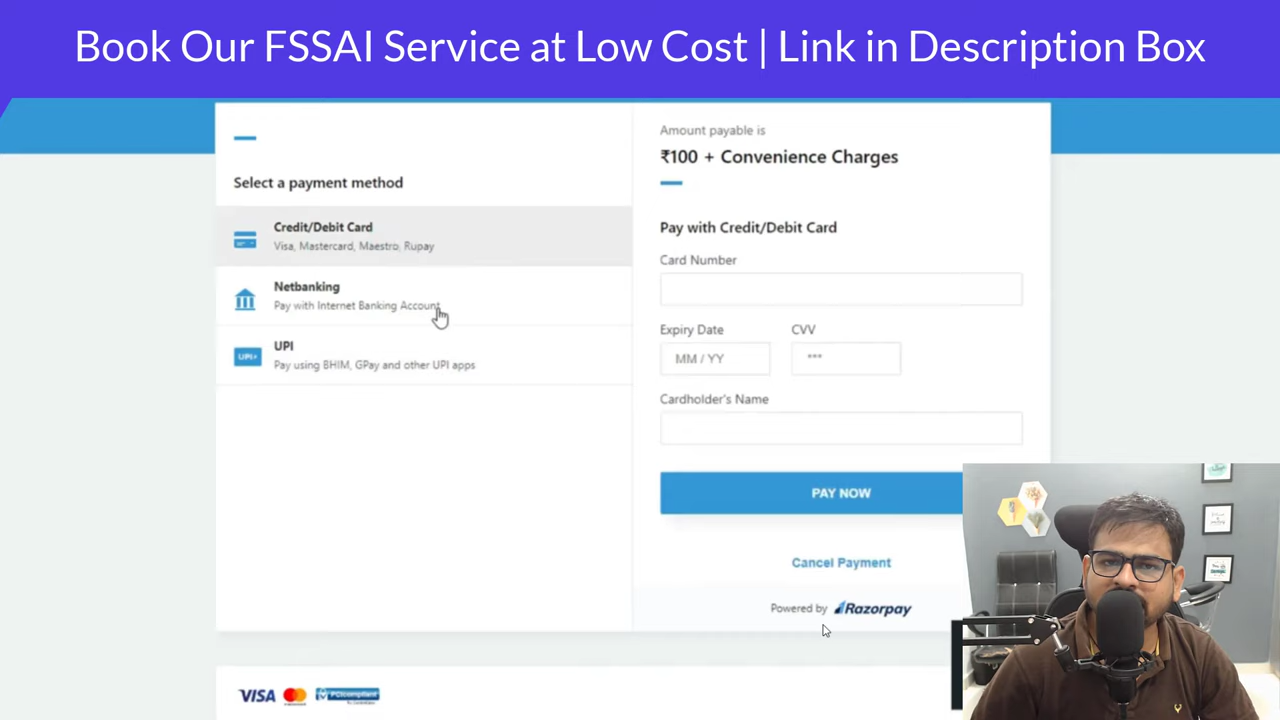 Book Our FSSAI Service at Low Cost | Link in Description Box
Select a payment method
Credit/Debit Card
Visa, Mastercard, Maestro, Rupay
Netbanking
Pay with Internet Banking Account
UPI
UPI
Pay using BHIM, GPay and other UPI apps
Amount payable is
₹100 + Convenience Charges
Pay with Credit/Debit Card
Card Number
Expiry Date
CVV
MM / YY
***
Cardholder's Name
PAY NOW
Cancel Payment
Powered by Razorpay
VISA
PCI compliant